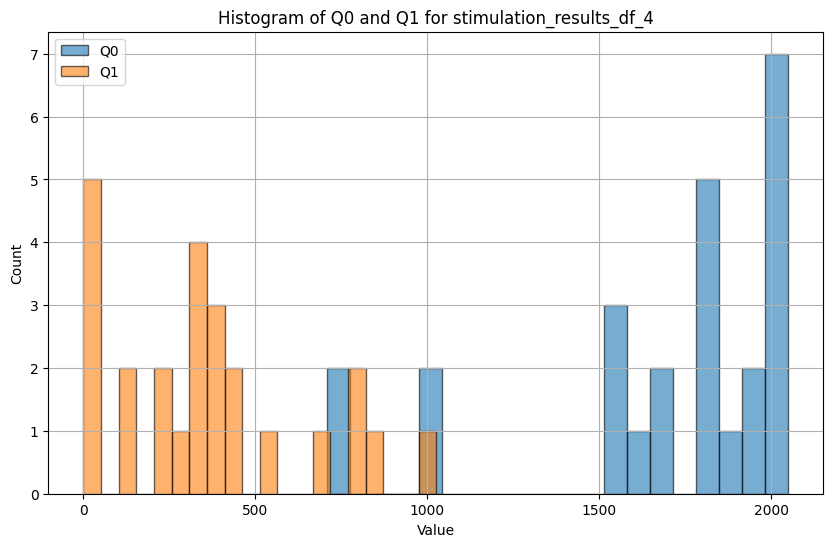 Histogram of Q0 and Q1 for stimulation_results_df_4
Q0
Q1
Count
7
6
5
4
3
2
1
0
0
500
1000
1500
2000
Value